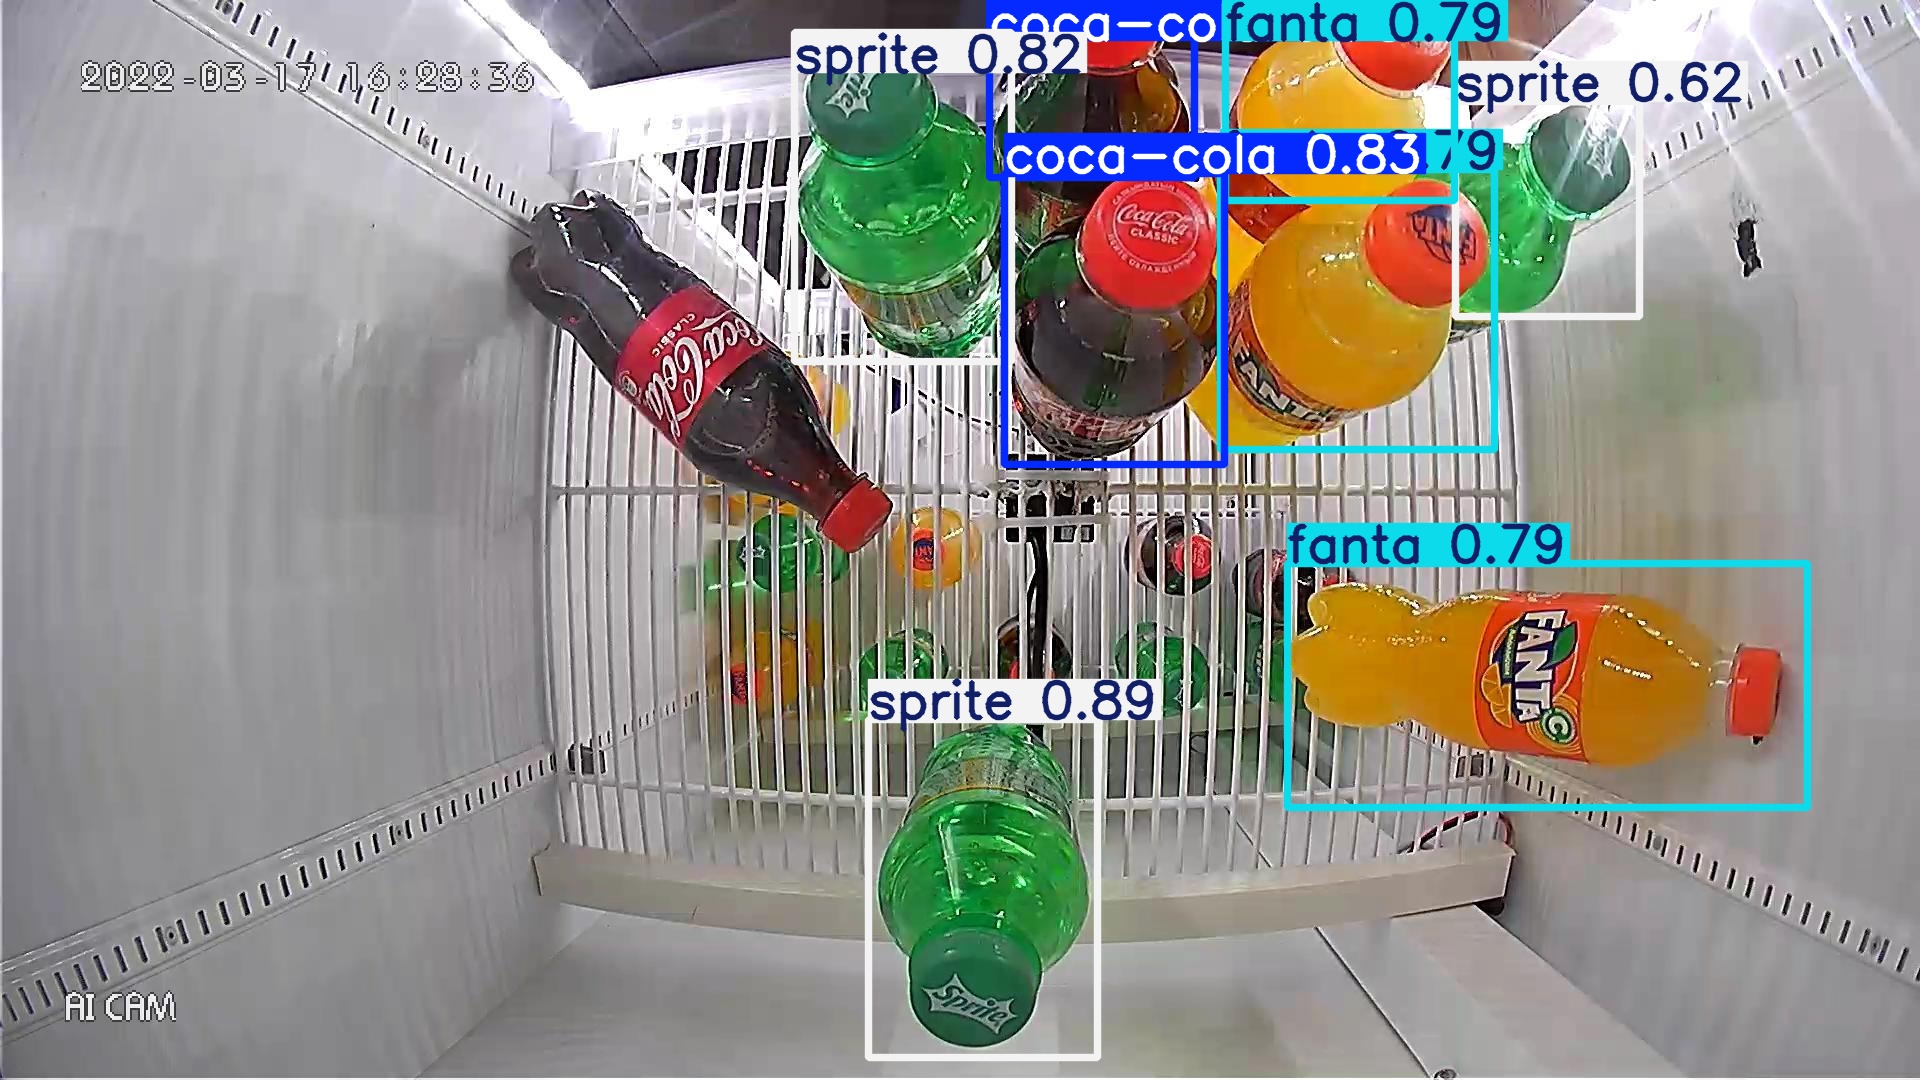 coca-co
fanta 0.79
sprite 0.82
sprite 0.62
2022-03-17 16:28:36
coca-cola 0.83
79
Coca-Cola
CLASSIC
FANTA
Coca-Cola
CLASSIC
FANTA
fanta 0.79
FANTA
sprite 0.89
Sprite
AI CAM